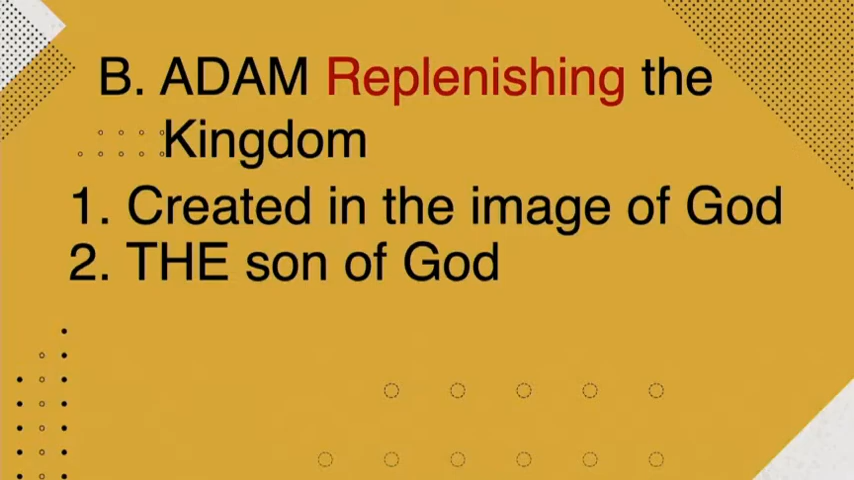 B. ADAM Replenishing the
Kingdom
1. Created in the image of God
2. THE son of God